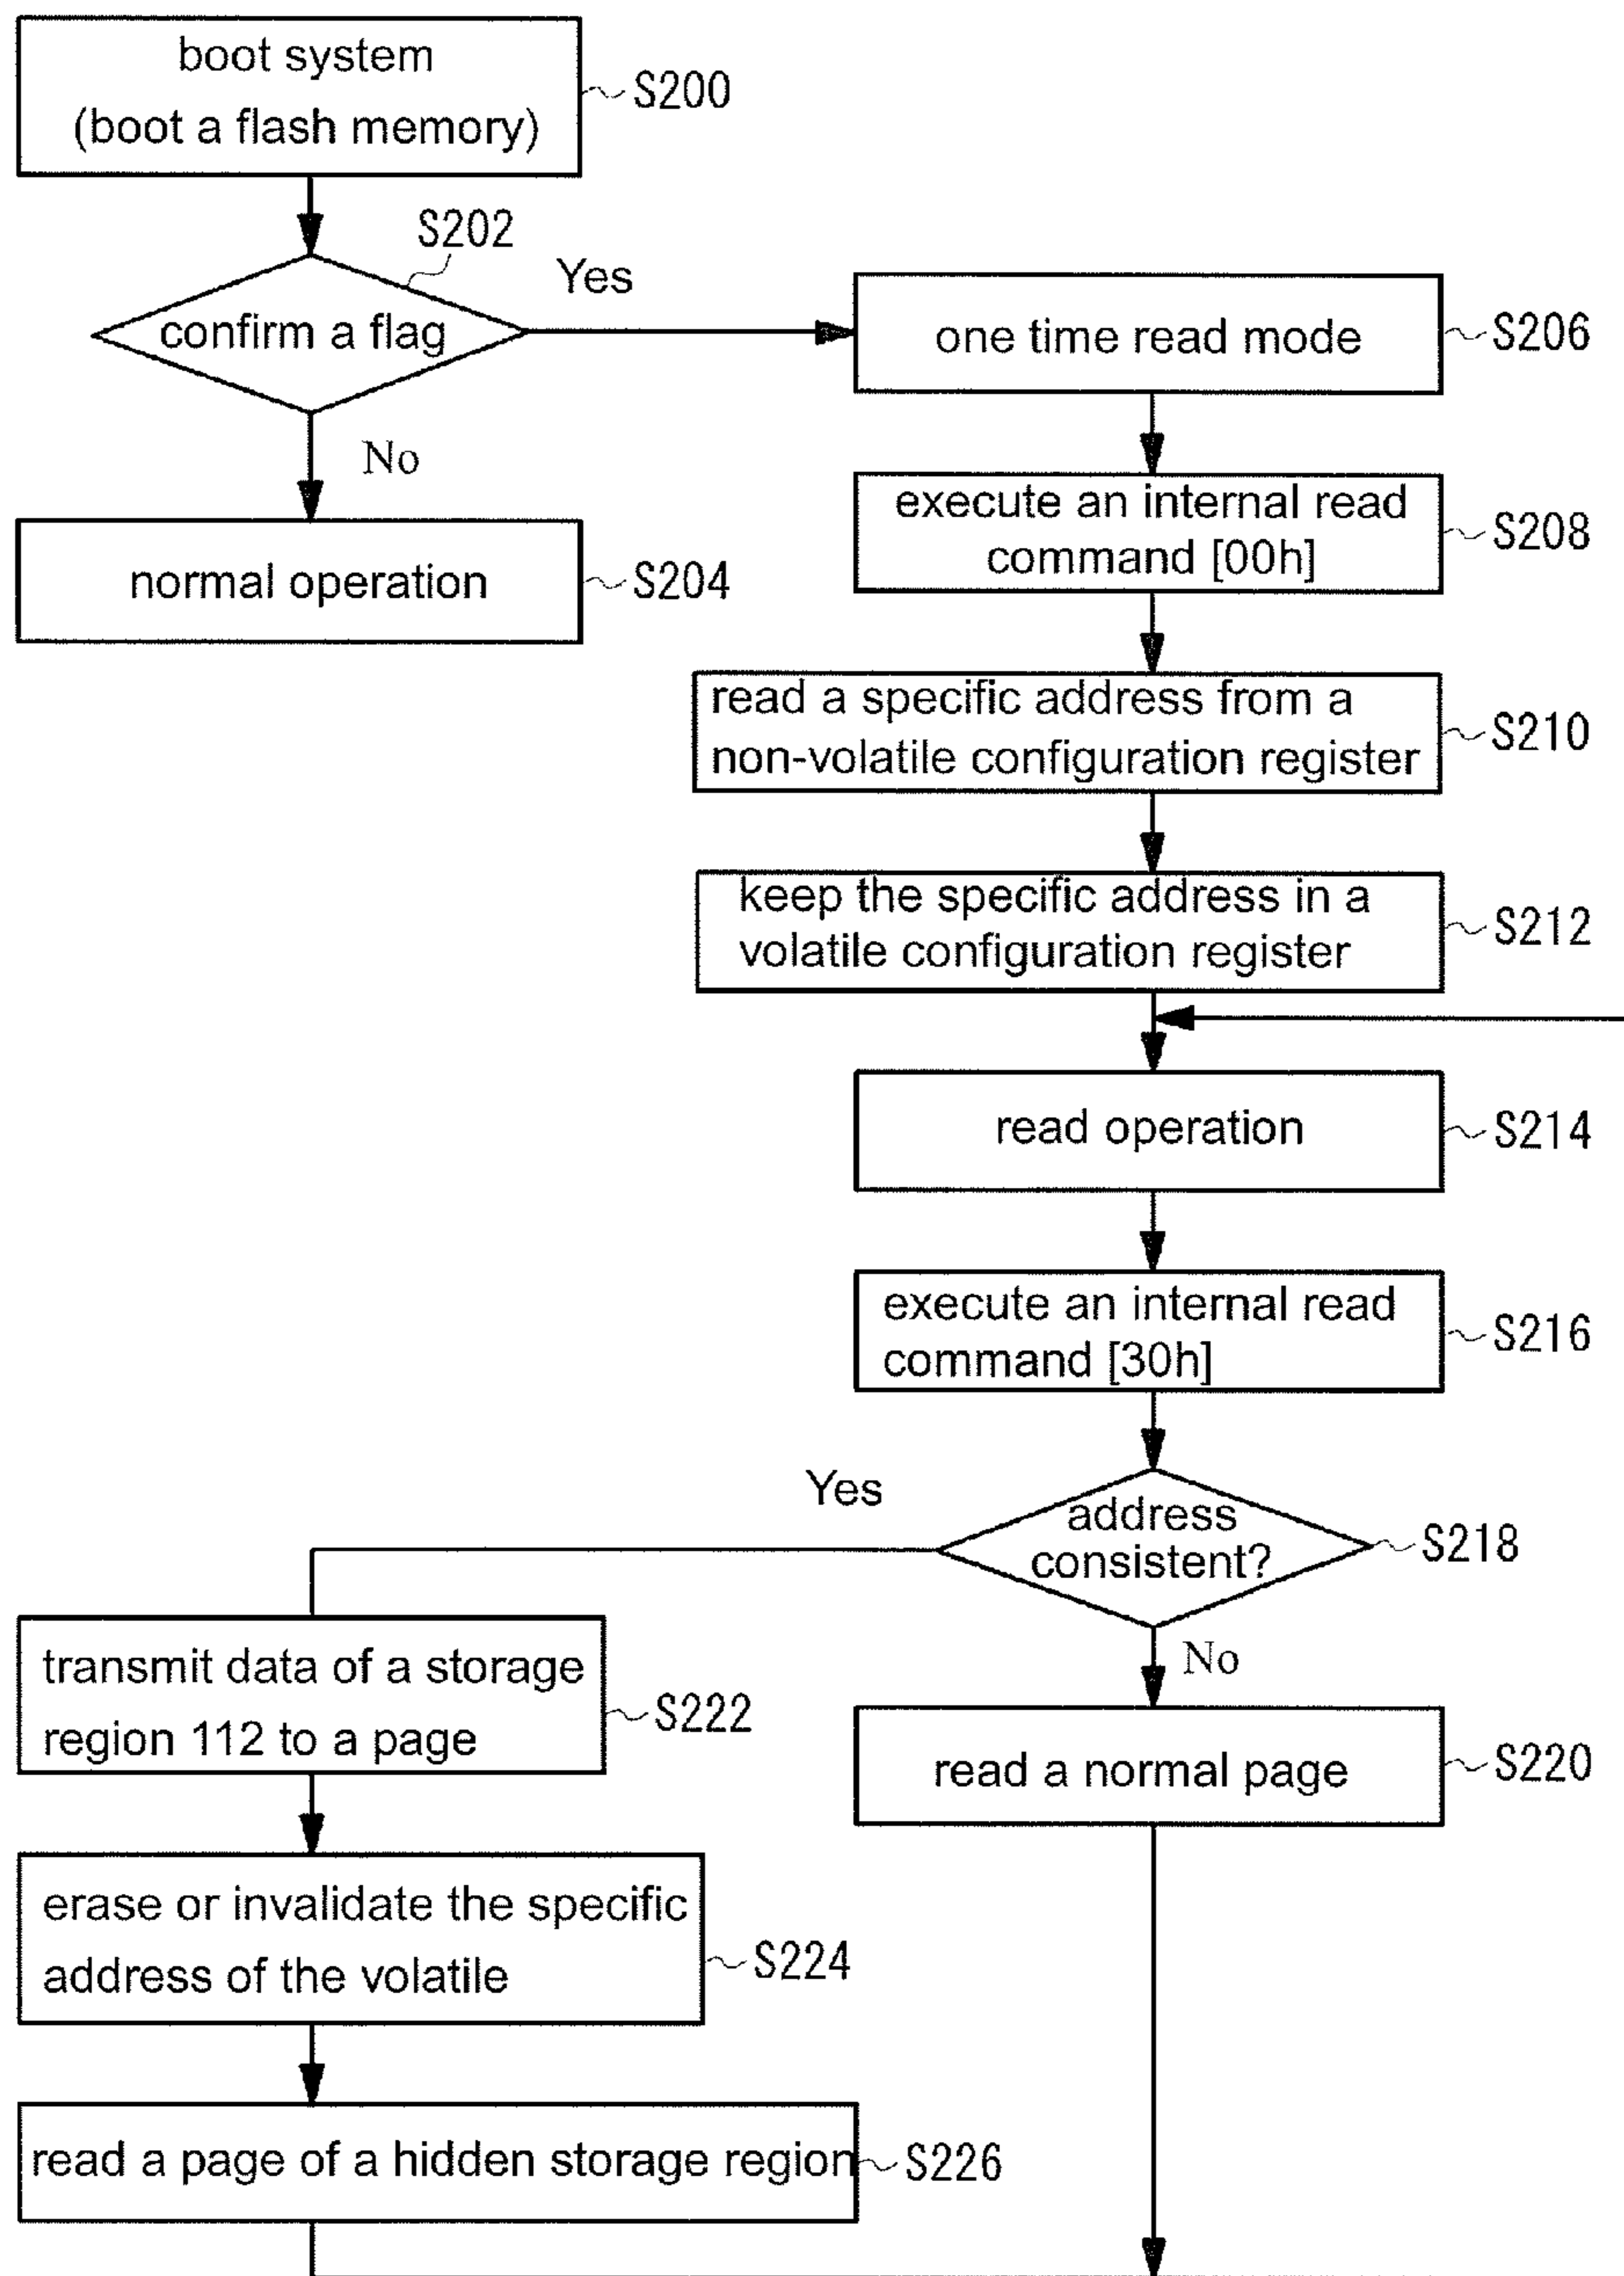 boot system
(boot a flash memory)
S200
S202
confirm a flag
Yes
No
normal operation
S204
one time read mode
S206
execute an internal read
command [00h]
S208
read a specific address from a
non-volatile configuration register
S210
keep the specific address in a
volatile configuration register
S212
read operation
S214
execute an internal read
command [30h]
S216
address
consistent?
S218
Yes
No
read a normal page
S220
transmit data of a storage
region 112 to a page
S222
erase or invalidate the specific
address of the volatile
S224
read a page of a hidden storage region
S226